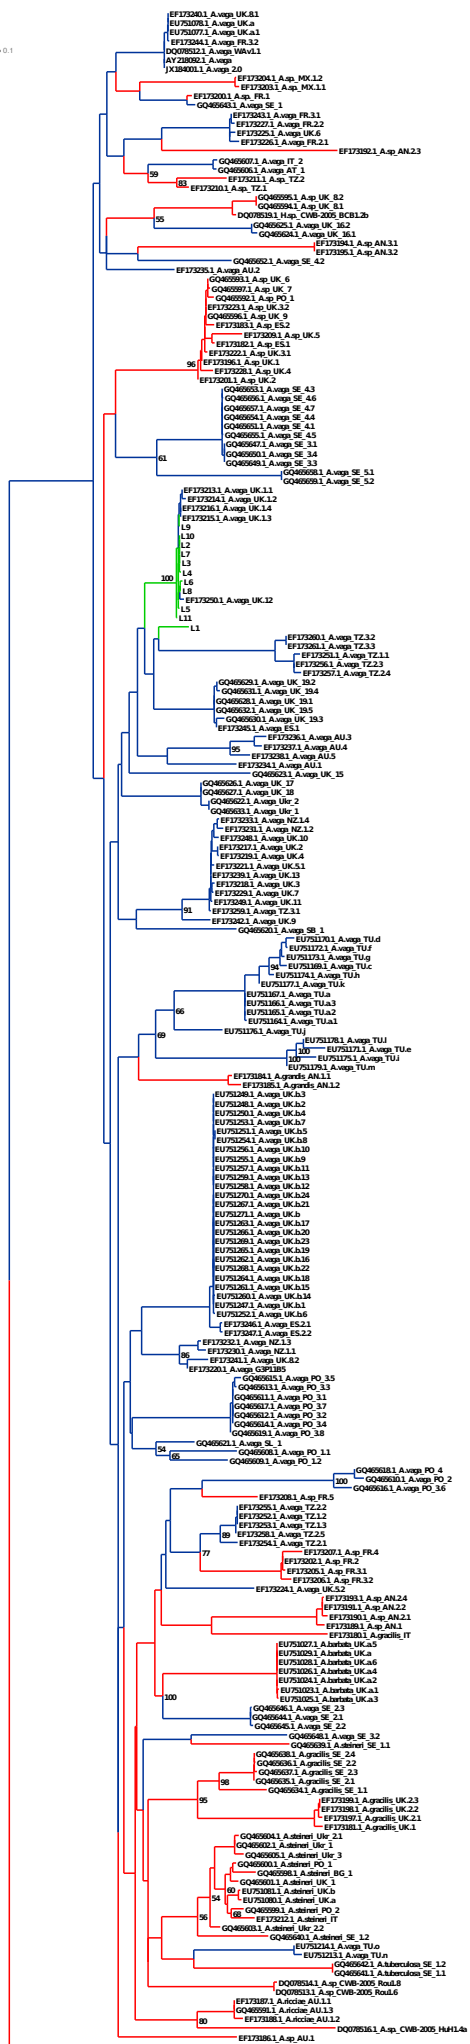 EF173240.1_A.vaga_UK.8.1
EU751078.1_A.vaga_UK.a
EU751077.1_A.vaga_UK.a.1
EF173244.1_A.vaga_FR.3.2
0.1
DQ078512.1_A.vaga_WAv1.1
AY218092.1_A.vaga
JX184001.1_A.vaga_2.0
EF173204.1_A.sp._MX.1.2
EF173203.1_A.sp._MX.1.1
EF173200.1_A.sp._FR.1
GQ465643.1_A.vaga_SE_1
EF173243.1_A.vaga_FR.3.1
EF173227.1_A.vaga_FR.2.2
EF173225.1_A.vaga_UK.6
EF173226.1_A.vaga_FR.2.1
EF173192.1_A.sp_AN.2.3
GQ465607.1_A.vaga_IT_2
GQ465606.1_A.vaga_AT_1
59
EF173211.1_A.sp_TZ.2
83
EF173210.1_A.sp_TZ.1
GQ465595.1_A.sp_UK_8.2
GQ465594.1_A.sp_UK_8.1
DQ078519.1_H.sp_CWB-2005_BCB1.2b
55
GQ465625.1_A.vaga_UK_16.2
GQ465624.1_A.vaga_UK_16.1
EF173194.1_A.sp_AN.3.1
EF173195.1_A.sp_AN.3.2
GQ465652.1_A.vaga_SE_4.2
EF173235.1_A.vaga_AU.2
GQ465593.1_A.sp_UK_6
GQ465597.1_A.sp_UK_7
GQ465592.1_A.sp_PO_1
EF173223.1_A.sp_UK.3.2
GQ465596.1_A.sp_UK_9
EF173183.1_A.sp_ES.2
EF173209.1_A.sp_UK.5
EF173182.1_A.sp_ES.1
EF173222.1_A.sp_UK.3.1
96
EF173196.1_A.sp_UK.1
EF173228.1_A.sp_UK.4
EF173201.1_A.sp_UK.2
GQ465653.1_A.vaga_SE_4.3
GQ465656.1_A.vaga_SE_4.6
GQ465657.1_A.vaga_SE_4.7
GQ465654.1_A.vaga_SE_4.4
GQ465651.1_A.vaga_SE_4.1
GQ465655.1_A.vaga_SE_4.5
GQ465647.1_A.vaga_SE_3.1
GQ465650.1_A.vaga_SE_3.4
61
GQ465649.1_A.vaga_SE_3.3
GQ465658.1_A.vaga_SE_5.1
GQ465659.1_A.vaga_SE_5.2
EF173213.1_A.vaga_UK.1.1
EF173214.1_A.vaga_UK.1.2
EF173216.1_A.vaga_UK.1.4
EF173215.1_A.vaga_UK.1.3
L9
L10
L2
L7
L3
L4
100
L6
L8
EF173250.1_A.vaga_UK.12
L5
L11
L1
EF173260.1_A.vaga_TZ.3.2
EF173261.1_A.vaga_TZ.3.3
EF173251.1_A.vaga_TZ.1.1
EF173256.1_A.vaga_TZ.2.3
EF173257.1_A.vaga_TZ.2.4
GQ465629.1_A.vaga_UK_19.2
GQ465631.1_A.vaga_UK_19.4
GQ465628.1_A.vaga_UK_19.1
GQ465632.1_A.vaga_UK_19.5
GQ465630.1_A.vaga_UK_19.3
EF173245.1_A.vaga_ES.1
EF173236.1_A.vaga_AU.3
95
EF173237.1_A.vaga_AU.4
EF173238.1_A.vaga_AU.5
EF173234.1_A.vaga_AU.1
GQ465623.1_A.vaga_UK_15
GQ465626.1_A.vaga_UK_17
GQ465627.1_A.vaga_UK_18
GQ465622.1_A.vaga_Ukr_2
GQ465633.1_A.vaga_Ukr_1
EF173233.1_A.vaga_NZ.1.4
EF173231.1_A.vaga_NZ.1.2
EF173248.1_A.vaga_UK.10
EF173217.1_A.vaga_UK.2
EF173219.1_A.vaga_UK.4
EF173221.1_A.vaga_UK.5.1
EF173239.1_A.vaga_UK.13
EF173218.1_A.vaga_UK.3
EF173229.1_A.vaga_UK.7
EF173249.1_A.vaga_UK.11
91
EF173259.1_A.vaga_TZ.3.1
EF173242.1_A.vaga_UK.9
GQ465620.1_A.vaga_SB_1
EU751170.1_A.vaga_TU.d
EU751172.1_A.vaga_TU.f
EU751173.1_A.vaga_TU.g
94
EU751169.1_A.vaga_TU.c
EU751174.1_A.vaga_TU.h
EU751177.1_A.vaga_TU.k
EU751167.1_A.vaga_TU.a
EU751166.1_A.vaga_TU.a.3
66
EU751165.1_A.vaga_TU.a.2
EU751164.1_A.vaga_TU.a.1
EU751176.1_A.vaga_TU.j
69
EU751178.1_A.vaga_TU.l
100
EU751171.1_A.vaga_TU.e
100
EU751175.1_A.vaga_TU.i
EU751179.1_A.vaga_TU.m
EF173184.1_A.grandis_AN.1.1
EF173185.1_A.grandis_AN.1.2
EU751249.1_A.vaga_UK.b.3
EU751248.1_A.vaga_UK.b.2
EU751250.1_A.vaga_UK.b.4
EU751253.1_A.vaga_UK.b.7
EU751251.1_A.vaga_UK.b.5
EU751254.1_A.vaga_UK.b.8
EU751256.1_A.vaga_UK.b.10
EU751255.1_A.vaga_UK.b.9
EU751257.1_A.vaga_UK.b.11
EU751259.1_A.vaga_UK.b.13
EU751258.1_A.vaga_UK.b.12
EU751270.1_A.vaga_UK.b.24
EU751267.1_A.vaga_UK.b.21
EU751271.1_A.vaga_UK.b
EU751263.1_A.vaga_UK.b.17
EU751266.1_A.vaga_UK.b.20
EU751269.1_A.vaga_UK.b.23
EU751265.1_A.vaga_UK.b.19
EU751262.1_A.vaga_UK.b.16
EU751268.1_A.vaga_UK.b.22
EU751264.1_A.vaga_UK.b.18
EU751261.1_A.vaga_UK.b.15
EU751260.1_A.vaga_UK.b.14
EU751247.1_A.vaga_UK.b.1
EU751252.1_A.vaga_UK.b.6
EF173246.1_A.vaga_ES.2.1
EF173247.1_A.vaga_ES.2.2
EF173232.1_A.vaga_NZ.1.3
EF173230.1_A.vaga_NZ.1.1
86
EF173241.1_A.vaga_UK.8.2
EF173220.1_A.vaga_G3P11B5
GQ465615.1_A.vaga_PO_3.5
GQ465613.1_A.vaga_PO_3.3
GQ465611.1_A.vaga_PO_3.1
GQ465617.1_A.vaga_PO_3.7
GQ465612.1_A.vaga_PO_3.2
GQ465614.1_A.vaga_PO_3.4
GQ465619.1_A.vaga_PO_3.8
GQ465621.1_A.vaga_SL_1
54
GQ465608.1_A.vaga_PO_1.1
65
GQ465609.1_A.vaga_PO_1.2
GQ465618.1_A.vaga_PO_4
100
GQ465610.1_A.vaga_PO_2
GQ465616.1_A.vaga_PO_3.6
EF173208.1_A.sp_FR.5
EF173255.1_A.vaga_TZ.2.2
EF173252.1_A.vaga_TZ.1.2
EF173253.1_A.vaga_TZ.1.3
89
EF173258.1_A.vaga_TZ.2.5
EF173254.1_A.vaga_TZ.2.1
77
EF173207.1_A.sp_FR.4
EF173202.1_A.sp_FR.2
EF173205.1_A.sp_FR.3.1
EF173206.1_A.sp_FR.3.2
EF173224.1_A.vaga_UK.5.2
EF173193.1_A.sp_AN.2.4
EF173191.1_A.sp_AN.2.2
EF173190.1_A.sp_AN.2.1
EF173189.1_A.sp_AN.1
EF173180.1_A.gracilis_IT
EU751027.1_A.barbata_UK.a.5
EU751029.1_A.barbata_UK.a
EU751028.1_A.barbata_UK.a.6
EU751026.1_A.barbata_UK.a.4
EU751024.1_A.barbata_UK.a.2
EU751023.1_A.barbata_UK.a.1
100
EU751025.1_A.barbata_UK.a.3
GQ465646.1_A.vaga_SE_2.3
GQ465644.1_A.vaga_SE_2.1
GQ465645.1_A.vaga_SE_2.2
GQ465648.1_A.vaga_SE_3.2
GQ465639.1_A.steineri_SE_1.1
GQ465638.1_A.gracilis_SE_2.4
GQ465636.1_A.gracilis_SE_2.2
GQ465637.1_A.gracilis_SE_2.3
98
GQ465635.1_A.gracilis_SE_2.1
GQ465634.1_A.gracilis_SE_1.1
95
EF173199.1_A.gracilis_UK.2.3
EF173198.1_A.gracilis_UK.2.2
EF173197.1_A.gracilis_UK.2.1
EF173181.1_A.gracilis_UK.1
GQ465604.1_A.steineri_Ukr_2.1
GQ465602.1_A.steineri_Ukr_1
GQ465605.1_A.steineri_Ukr_3
GQ465600.1_A.steineri_PO_1
GQ465598.1_A.steineri_BG_1
GQ465601.1_A.steineri_UK_1
60
EU751081.1_A.steineri_UK.b
54
EU751080.1_A.steineri_UK.a
GQ465599.1_A.steineri_PO_2
68
EF173212.1_A.steineri_IT
56
GQ465603.1_A.steineri_Ukr_2.2
GQ465640.1_A.steineri_SE_1.2
EU751214.1_A.vaga_TU.o
EU751213.1_A.vaga_TU.n
GQ465642.1_A.tuberculosa_SE_1.2
GQ465641.1_A.tuberculosa_SE_1.1
DQ078514.1_A.sp_CWB-2005_Rou1.8
DQ078513.1_A.sp_CWB-2005_Rou1.6
EF173187.1_A.ricciae_AU.1.1
GQ465591.1_A.ricciae_AU.1.3
80
EF173188.1_A.ricciae_AU.1.2
DQ078516.1_A.sp_CWB-2005_HuH1.4a
EF173186.1_A.sp_AU.1